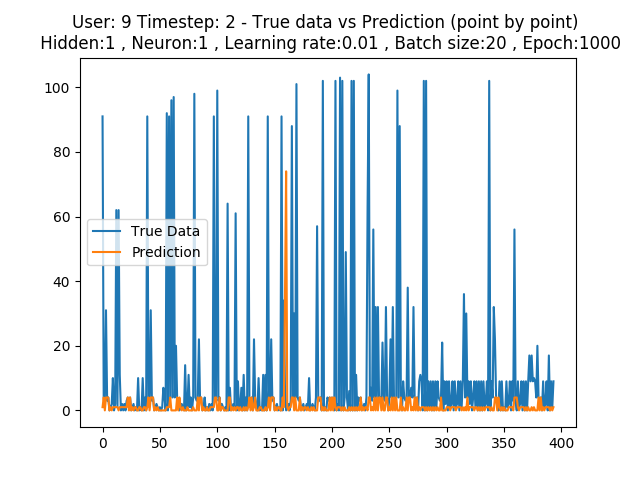 User: 9 Timestep: 2 - True data vs Prediction (point by point)
Hidden:1 , Neuron:1 , Learning rate:0.01 , Batch size:20 , Epoch:1000
100
80
60
40
20
0
True Data
Prediction
0 50 100 150 200 250 300 350 400